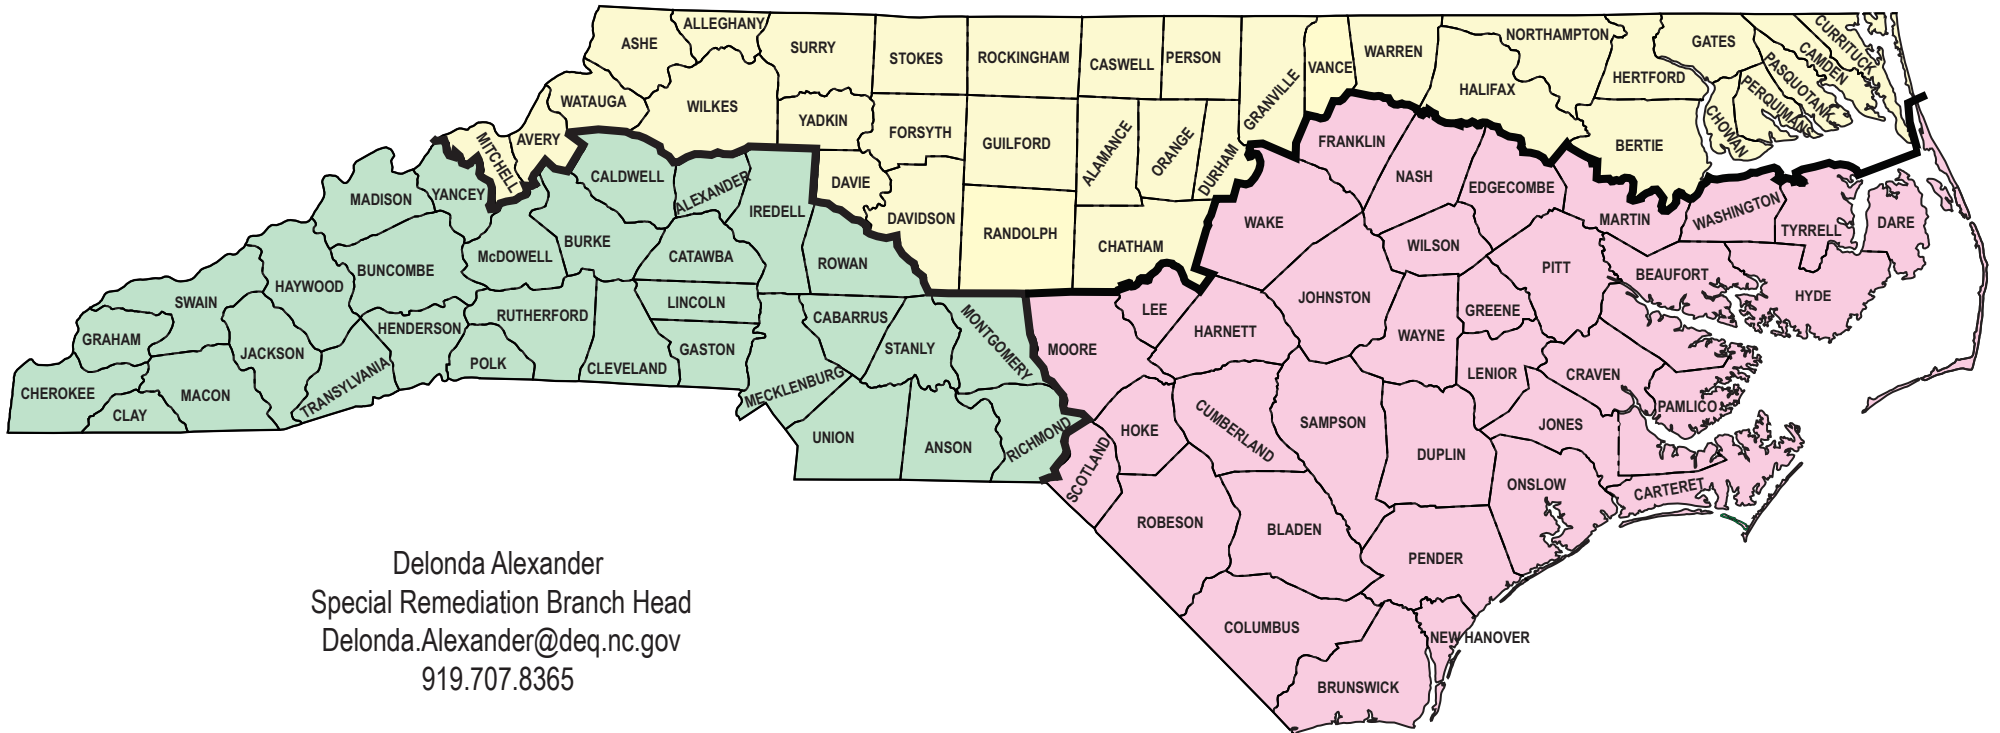 ALLEGHANY
ASHE
SURRY
STOKES
ROCKINGHAM
CASWELL
PERSON
GRANVILLE
VANCE
WARREN
NORTHAMPTON
GATES
CURRITUCK
CAMDEN
PASQUOTANK
PERQUIMANS
CHOWAN
HERTFORD
HALIFAX
BERTIE
WATAUGA
WILKES
YADKIN
FORSYTH
GUILFORD
ALAMANCE
ORANGE
DURHAM
MITCHELL
AVERY
DAVIE
DAVIDSON
RANDOLPH
CHATHAM
FRANKLIN
NASH
EDGECOMBE
MARTIN
WASHINGTON
TYRRELL
DARE
MADISON
YANCEY
CALDWELL
ALEXANDER
IREDELL
WAKE
WILSON
PITT
BEAUFORT
HYDE
BUNCOMBE
McDOWELL
BURKE
CATAWBA
ROWAN
SWAIN
HAYWOOD
RUTHERFORD
LINCOLN
CABARRUS
STANLY
MONTGOMERY
MOORE
LEE
HARNETT
JOHNSTON
WAYNE
GREENE
GRAHAM
JACKSON
HENDERSON
POLK
CLEVELAND
GASTON
MECKLENBURG
LENIOR
CRAVEN
PAMLICO
CHEROKEE
CLAY
MACON
TRANSYLVANIA
UNION
ANSON
RICHMOND
SCOTLAND
HOKE
CUMBERLAND
SAMPSON
DUPLIN
JONES
ONSLOW
CARTERET
ROBESON
BLADEN
PENDER
COLUMBUS
NEW HANOVER
BRUNSWICK
Delonda Alexander
Special Remediation Branch Head
Delonda.Alexander@deq.nc.gov
919.707.8365